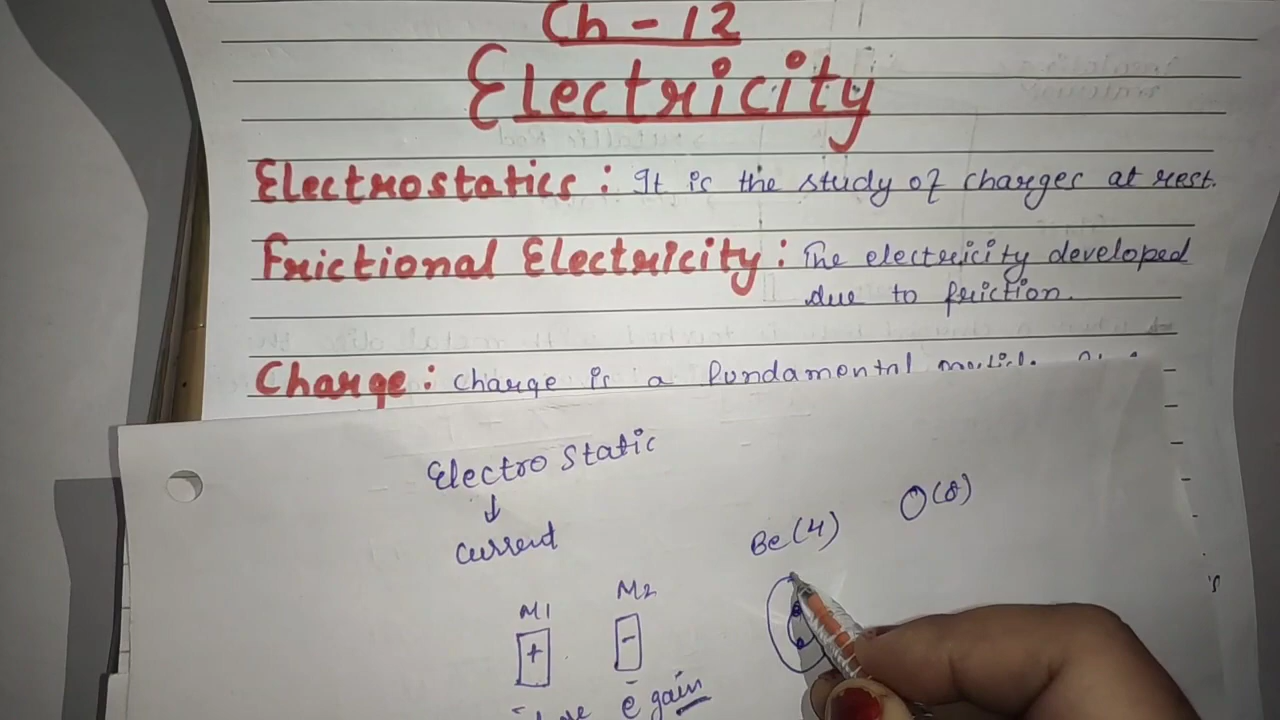 Ch - 12
Electricity
Electrostatics : It is the study of charges at rest.
Frictional Electricity : The electricity developed
due to friction.
Charge : Charge is a fundamental
Electro Static
↓
Current
Be(4)
O(8)
M1
M2
+
-
e gain